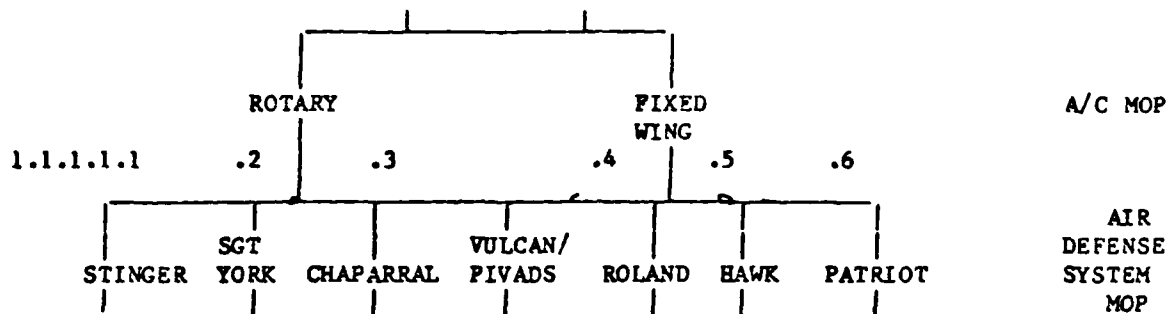 ROTARY FIXED A/C MOP
WING
1.1.1.1.1 .2 .3 .4 .5 .6
AIR
SGT VULCAN/ DEFENSE
STINGER YORK CHAPARRAL PIVADS ROLAND HAWK PATRIOT SYSTEM
MOP